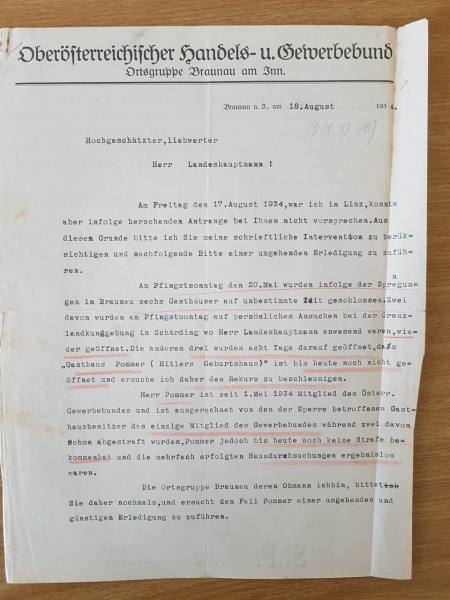 Oberösterreichischer Handels- u. Gewerbebund
Ortsgruppe Braunau am Inn.
Braunau a. J., am 18.August 1934.
Hochgeschätzter,liebwerter
Herr Landeshauptmann !
Am Freitag den 17.August 1934,war ich in Linz,konnte
aber infolge herschenden Antrange bei Ihnen nicht vorsprechen.Aus
diesem Grunde bitte ich Sie meine schrieftliche Intervention zu berük-
sichtigen und nachfolgende Bitte einer ungehenden Erledigung zu zufüh-
ren.
Am Pfingstsonntag den 20.Mai wurden infolge der Sprengun-
gen in Braunau sechs Gasthäuser auf unbestimmte Zeit geschlossen.Zwei
davon wurden am Pfingstsonntag auf persönliches Aasuchen bei der Grenz-
landkundgebung in Schärding wo Herr Landeshauptmann anwesend waren,wie-
der geöffnet.Die anderen drei wurden acht Tage darauf geöffnet,das
"Gasthaus Pommer ( Hitlers Geburtshaus)" ist bis heute noch nicht ge-
öffnet und ersuche ich daher den Rekurs zu beschleunigen.
Herr Pommer ist seit 1.Mai 1934 Mitglied des Österr.
Gewerbebundes und ist ausgerechnet von den der Sperre betroffenen Gast-
hausbesitzer das einzige Mitglied des Gewerbebundes während zwei davon
schon abgestraft wurden,Pommer jedoch bis heute noch keine Strafe be-
kommenhat und die mehrfach erfolgten Hausdurchsuchungen ergebnislos
waren.
Die Ortsgruppe Braunau deren Obmann ichbin, bittet
Sie daher nochmals,und ersucht den Fall Pommer einer ungehenden und
günstigen Erledigung zu zuführen.